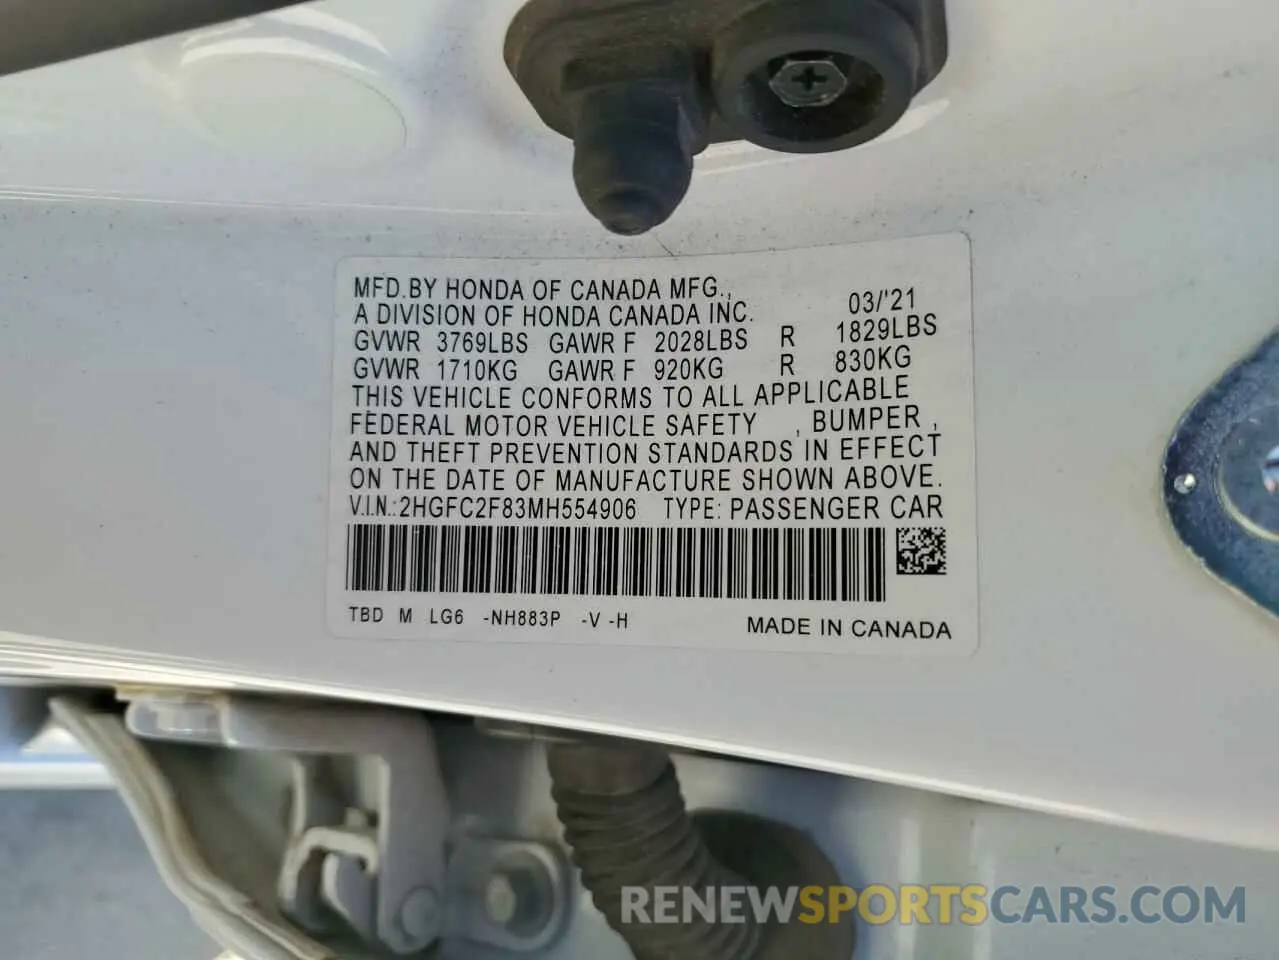 MFD.BY HONDA OF CANADA MFG.,
A DIVISION OF HONDA CANADA INC. 03/'21
GVWR 3769LBS GAWR F 2028LBS R 1829LBS
GVWR 1710KG GAWR F 920KG R 830KG
THIS VEHICLE CONFORMS TO ALL APPLICABLE
FEDERAL MOTOR VEHICLE SAFETY , BUMPER ,
AND THEFT PREVENTION STANDARDS IN EFFECT
ON THE DATE OF MANUFACTURE SHOWN ABOVE.
V.I.N.:2HGFC2F83MH554906 TYPE: PASSENGER CAR
TBD M LG6 -NH883P -V -H MADE IN CANADA
RENEWSPORTSCARS.COM